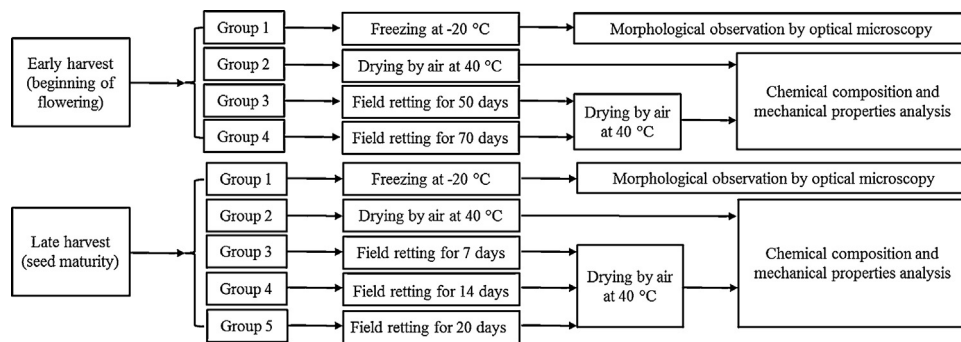 Early harvest
(beginning of
flowering)
Group 1
Freezing at -20 °C
Morphological observation by optical microscopy
Group 2
Drying by air at 40 °C
Group 3
Field retting for 50 days
Group 4
Field retting for 70 days
Drying by air
at 40 °C
Chemical composition and
mechanical properties analysis
Late harvest
(seed maturity)
Group 1
Freezing at -20 °C
Morphological observation by optical microscopy
Group 2
Drying by air at 40 °C
Group 3
Field retting for 7 days
Group 4
Field retting for 14 days
Group 5
Field retting for 20 days
Drying by air
at 40 °C
Chemical composition and
mechanical properties analysis